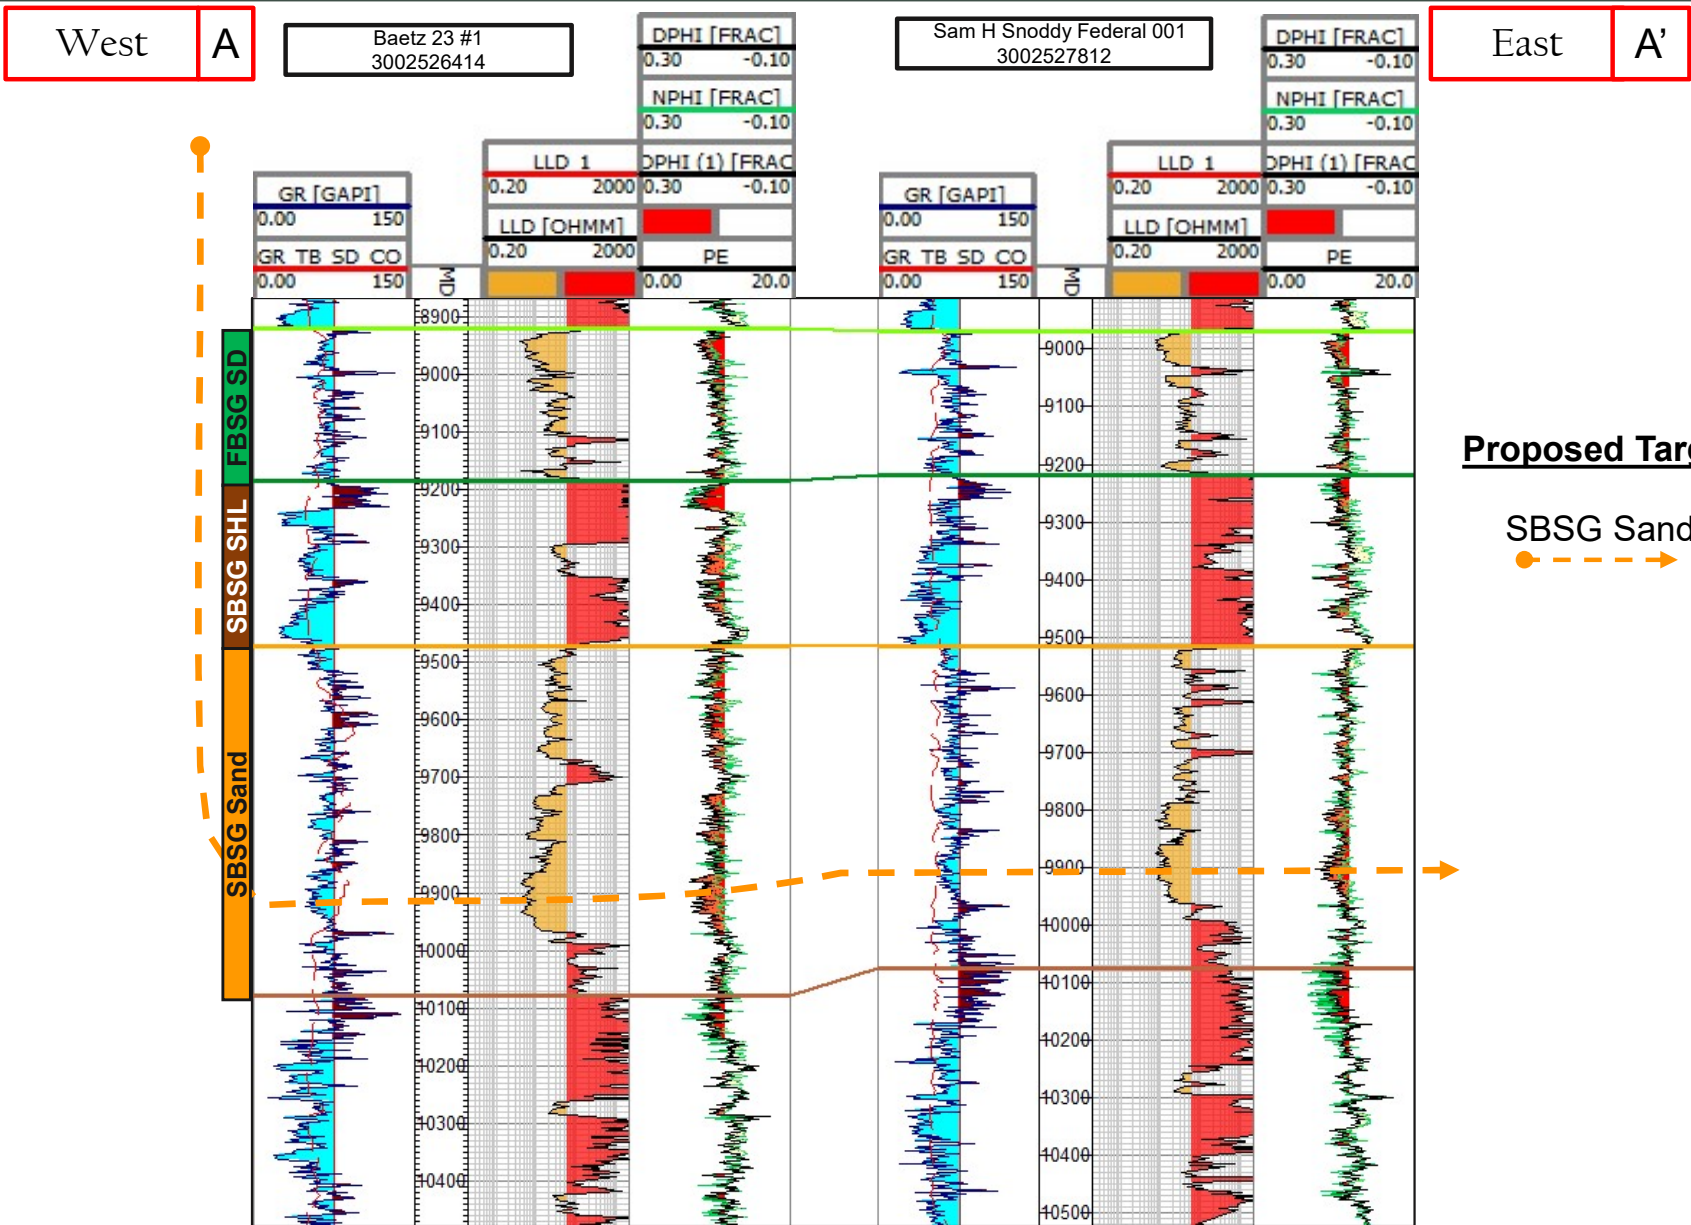 West A
Baetz 23 #1
3002526414
Sam H Snoddy Federal 001
3002527812
East A’
DPHI [FRAC]
0.30 -0.10
NPHI [FRAC]
0.30 -0.10
DPHI (1) [FRAC
0.30 -0.10
PE
0.00 20.0
LLD 1
0.20 2000
LLD [OHMM]
0.20 2000
GR [GAPI]
0.00 150
GR TB SD CO
0.00 150
MD
DPHI [FRAC]
0.30 -0.10
NPHI [FRAC]
0.30 -0.10
DPHI (1) [FRAC
0.30 -0.10
PE
0.00 20.0
LLD 1
0.20 2000
LLD [OHMM]
0.20 2000
GR [GAPI]
0.00 150
GR TB SD CO
0.00 150
MD
FBSG SD
SBSG SHL
SBSG Sand
8900
9000
9100
9200
9300
9400
9500
9600
9700
9800
9900
10000
10100
10200
10300
10400
9000
9100
9200
9300
9400
9500
9600
9700
9800
9900
10000
10100
10200
10300
10400
10500
Proposed Targ
SBSG Sand